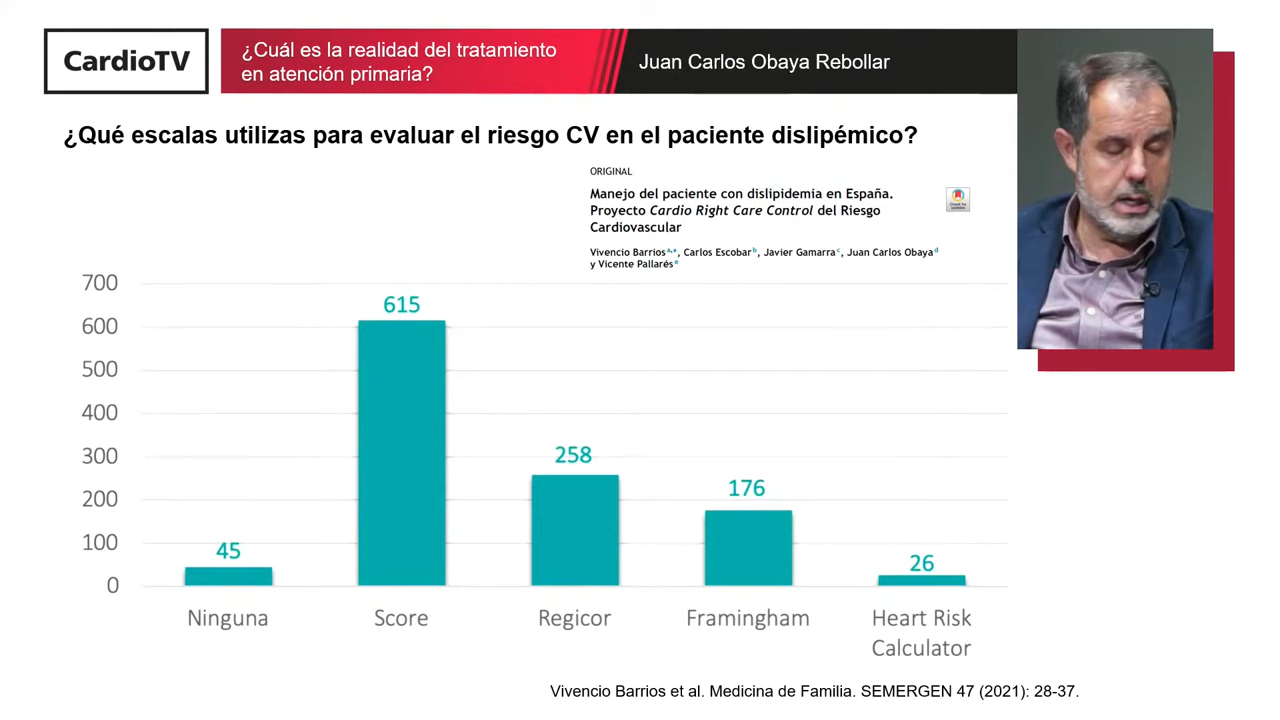 CardioTV
¿Cuál es la realidad del tratamiento
en atención primaria?
Juan Carlos Obaya Rebollar
¿Qué escalas utilizas para evaluar el riesgo CV en el paciente dislipémico?
ORIGINAL
Manejo del paciente con dislipidemia en España.
Proyecto Cardio Right Care Control del Riesgo
Cardiovascular
Check for
updates
Vivencio Barrios a,*, Carlos Escobar b, Javier Gamarra c, Juan Carlos Obaya d
y Vicente Pallarés e
700
600
500
400
300
200
100
0
45
615
258
176
26
Ninguna
Score
Regicor
Framingham
Heart Risk
Calculator
Vivencio Barrios et al. Medicina de Familia. SEMERGEN 47 (2021): 28-37.